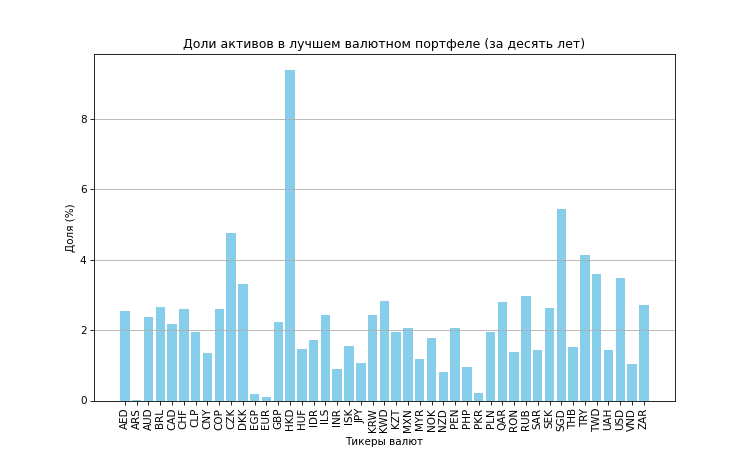 Доли активов в лучшем валютном портфеле (за десять лет)
Доля (%)
8
6
4
2
0
AED
ARS
AUD
BRL
CAD
CHF
CLP
CNY
COP
CZK
DKK
EGP
EUR
GBP
HKD
HUF
IDR
ILS
INR
ISK
JPY
KRW
KWD
KZT
MXN
MYR
NOK
NZD
PEN
PHP
PKR
PLN
QAR
RON
RUB
SAR
SEK
SGD
THB
TRY
TWD
UAH
USD
VND
ZAR
Тикеры валют